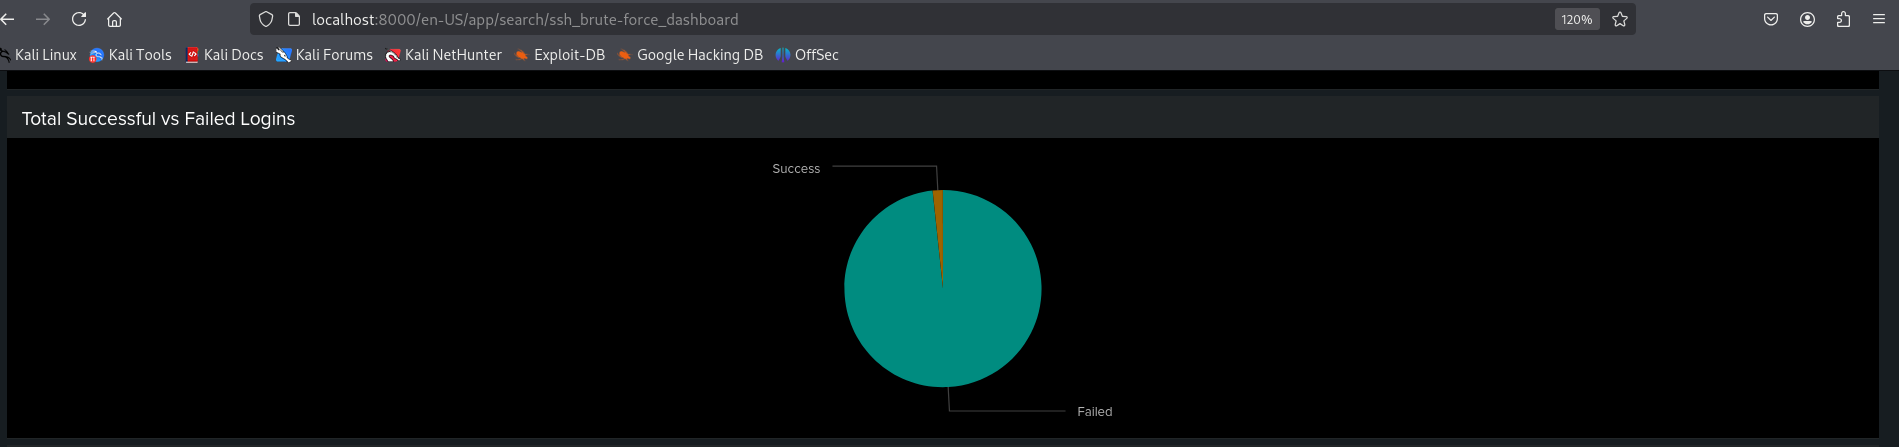 localhost:8000/en-US/app/search/ssh_brute-force_dashboard 120%
Kali Linux Kali Tools Kali Docs Kali Forums Kali NetHunter Exploit-DB Google Hacking DB OffSec
Total Successful vs Failed Logins
Success
Failed